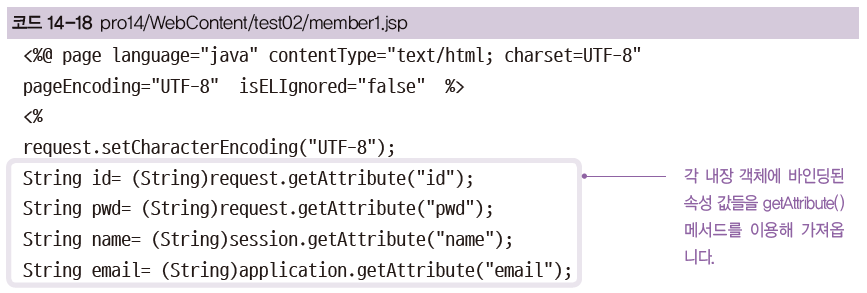 코드 14-18 pro14/WebContent/test02/member1.jsp
<%@ page language="java" contentType="text/html; charset=UTF-8"
pageEncoding="UTF-8"  isELIgnored="false"  %>
<%
request.setCharacterEncoding("UTF-8");
String id= (String)request.getAttribute("id");
String pwd= (String)request.getAttribute("pwd");
String name= (String)session.getAttribute("name");
String email= (String)application.getAttribute("email");
각 내장 객체에 바인딩된
속성 값들을 getAttribute()
메서드를 이용해 가져옵
니다.